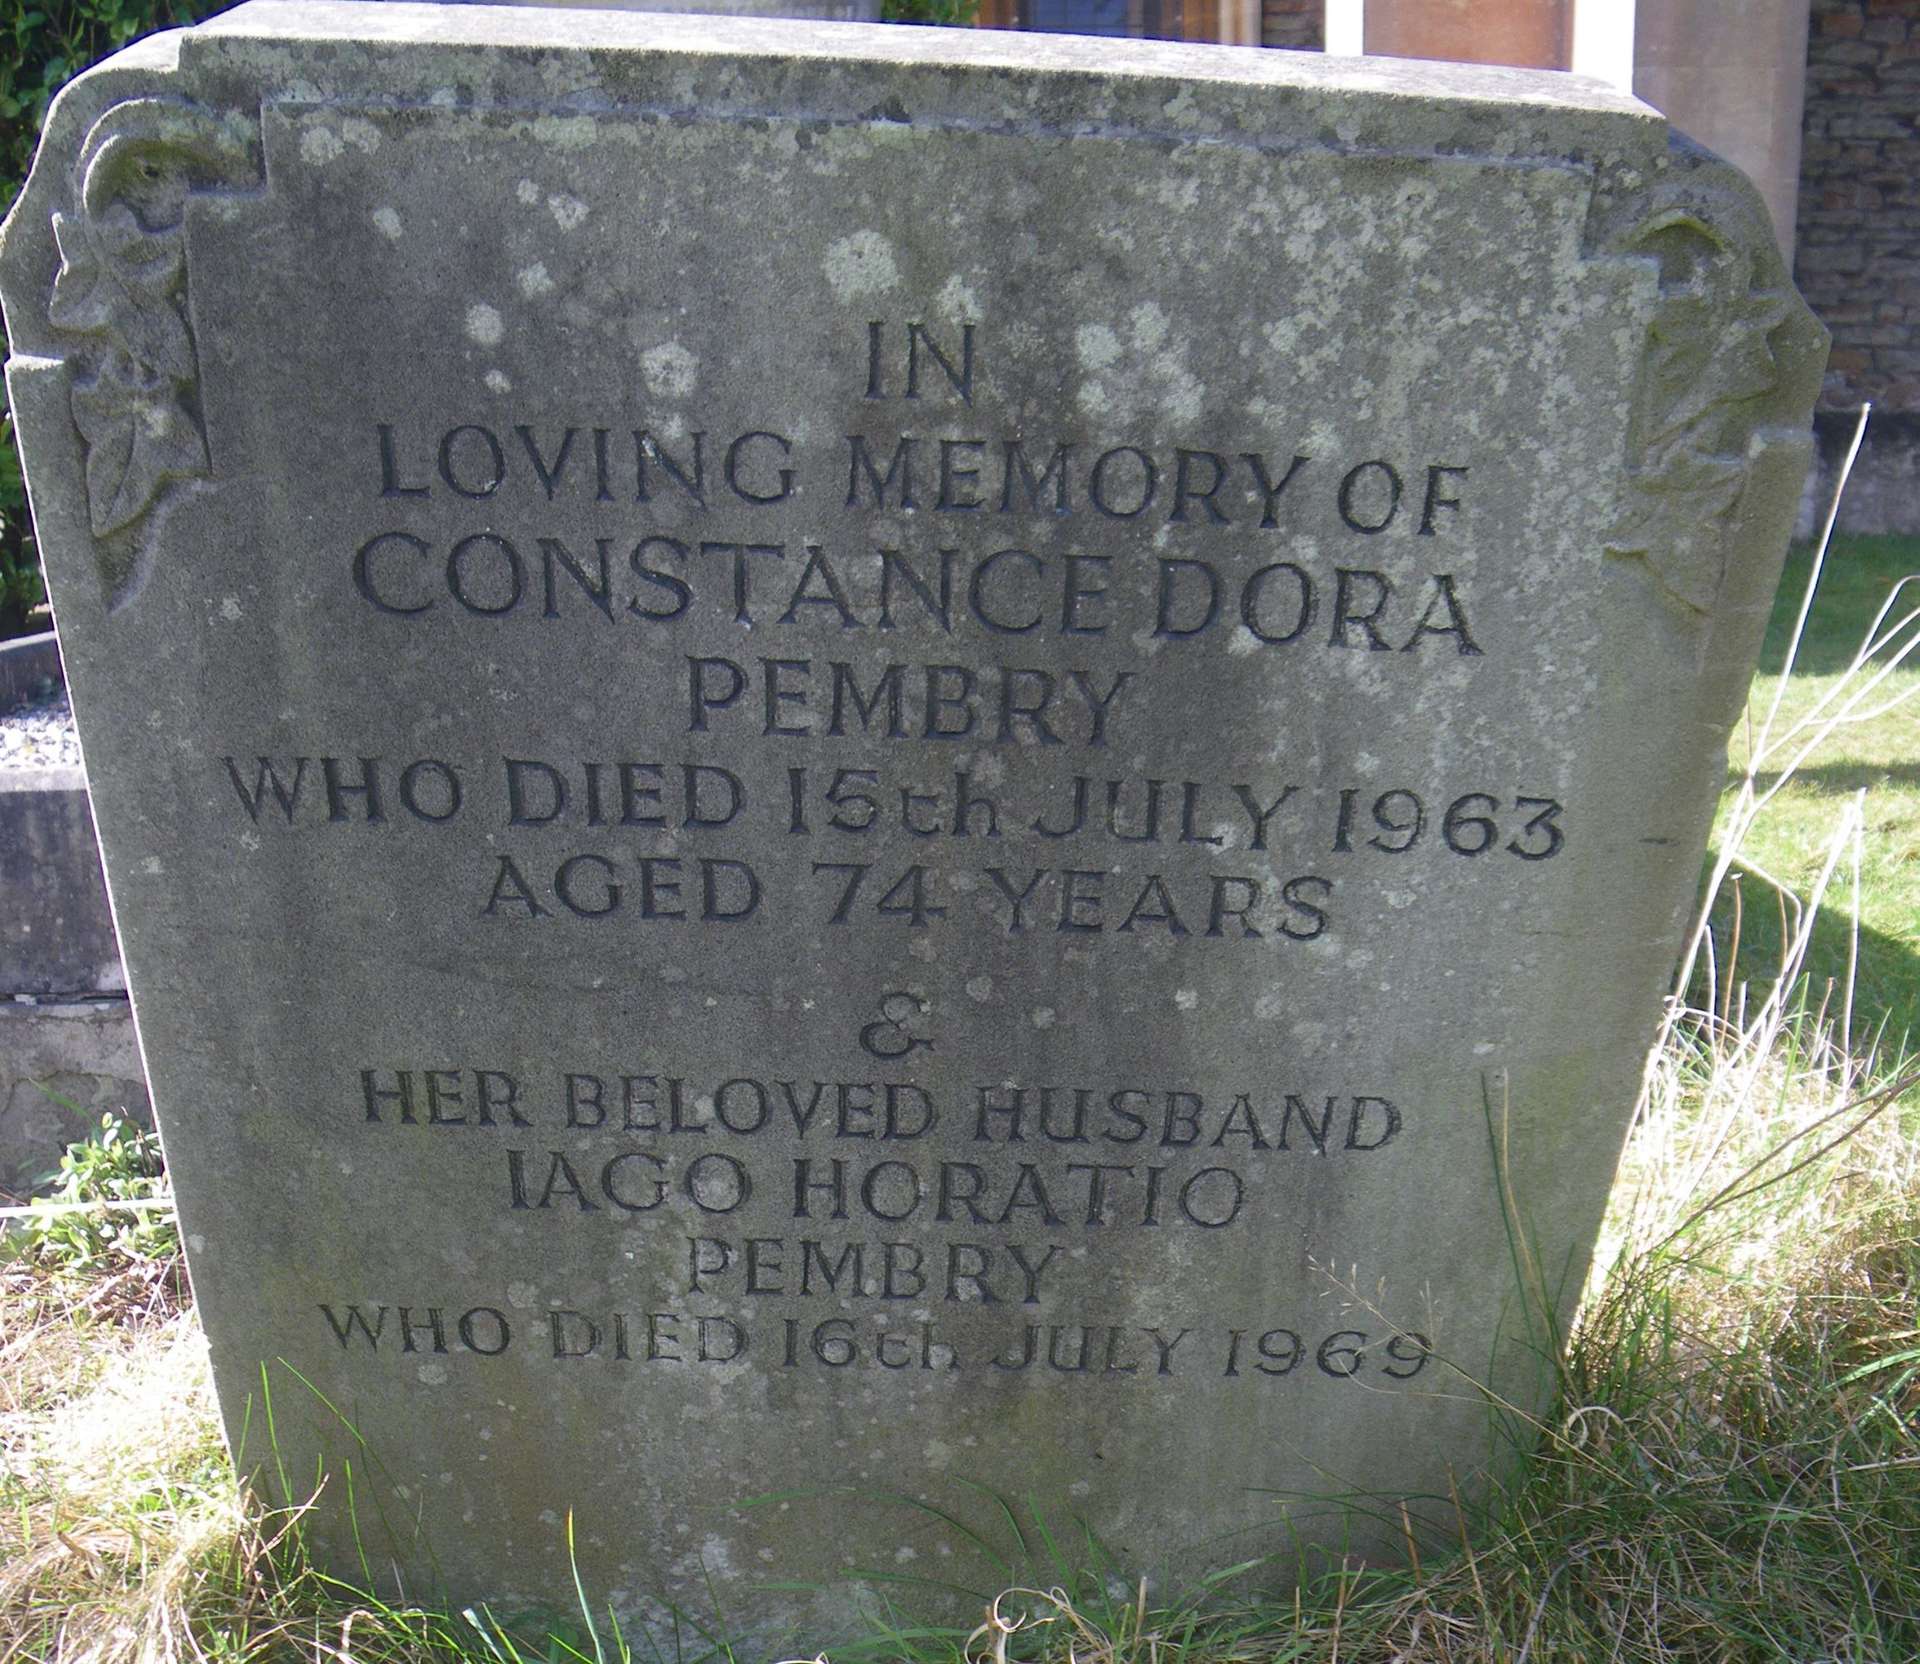 IN
LOVING MEMORY OF
CONSTANCE DORA
PEMBRY
WHO DIED 15th JULY 1963
AGED 74 YEARS
&
HER BELOVED HUSBAND
IAGO HORATIO
PEMBRY
WHO DIED 16th JULY 1969